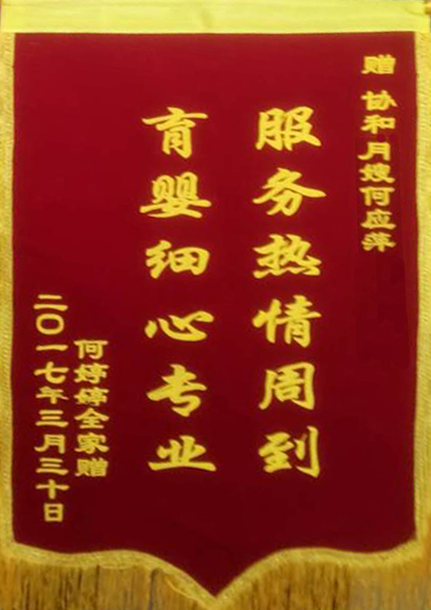 赠 协和月嫂何应萍
服务热情周到
育婴细心专业
何婷婷全家赠
二〇一七年三月三十日